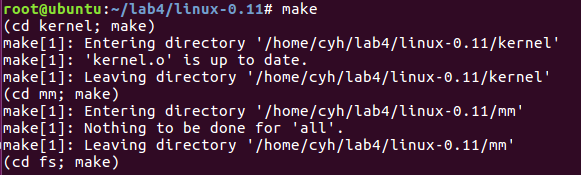 root@ubuntu:~/lab4/linux-0.11# make
(cd kernel; make)
make[1]: Entering directory '/home/cyh/lab4/linux-0.11/kernel'
make[1]: 'kernel.o' is up to date.
make[1]: Leaving directory '/home/cyh/lab4/linux-0.11/kernel'
(cd mm; make)
make[1]: Entering directory '/home/cyh/lab4/linux-0.11/mm'
make[1]: Nothing to be done for 'all'.
make[1]: Leaving directory '/home/cyh/lab4/linux-0.11/mm'
(cd fs; make)